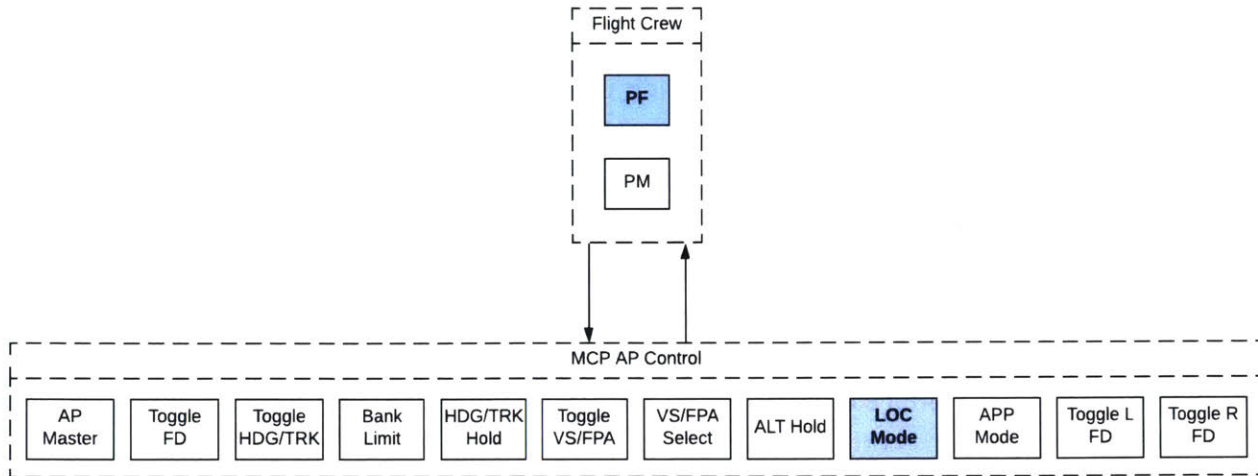 Flight Crew
PF
PM
MCP AP Control
AP
Master
Toggle
FD
Toggle
HDG/TRK
Bank
Limit
HDG/TRK
Hold
Toggle
VS/FPA
VS/FPA
Select
ALT Hold
LOC
Mode
APP
Mode
Toggle L
FD
Toggle R
FD